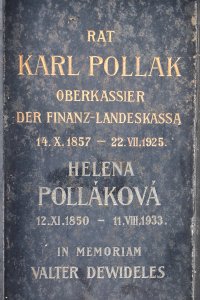 RAT
KARL POLLAK
OBERKASSIER
DER FINANZ-LANDESKASSA
14. X. 1857 – 22. VII. 1925.
HELENA
POLLÁKOVÁ
12. XI. 1850 – 11. VIII. 1933.
IN MEMORIAM
VALTER DEWIDELES